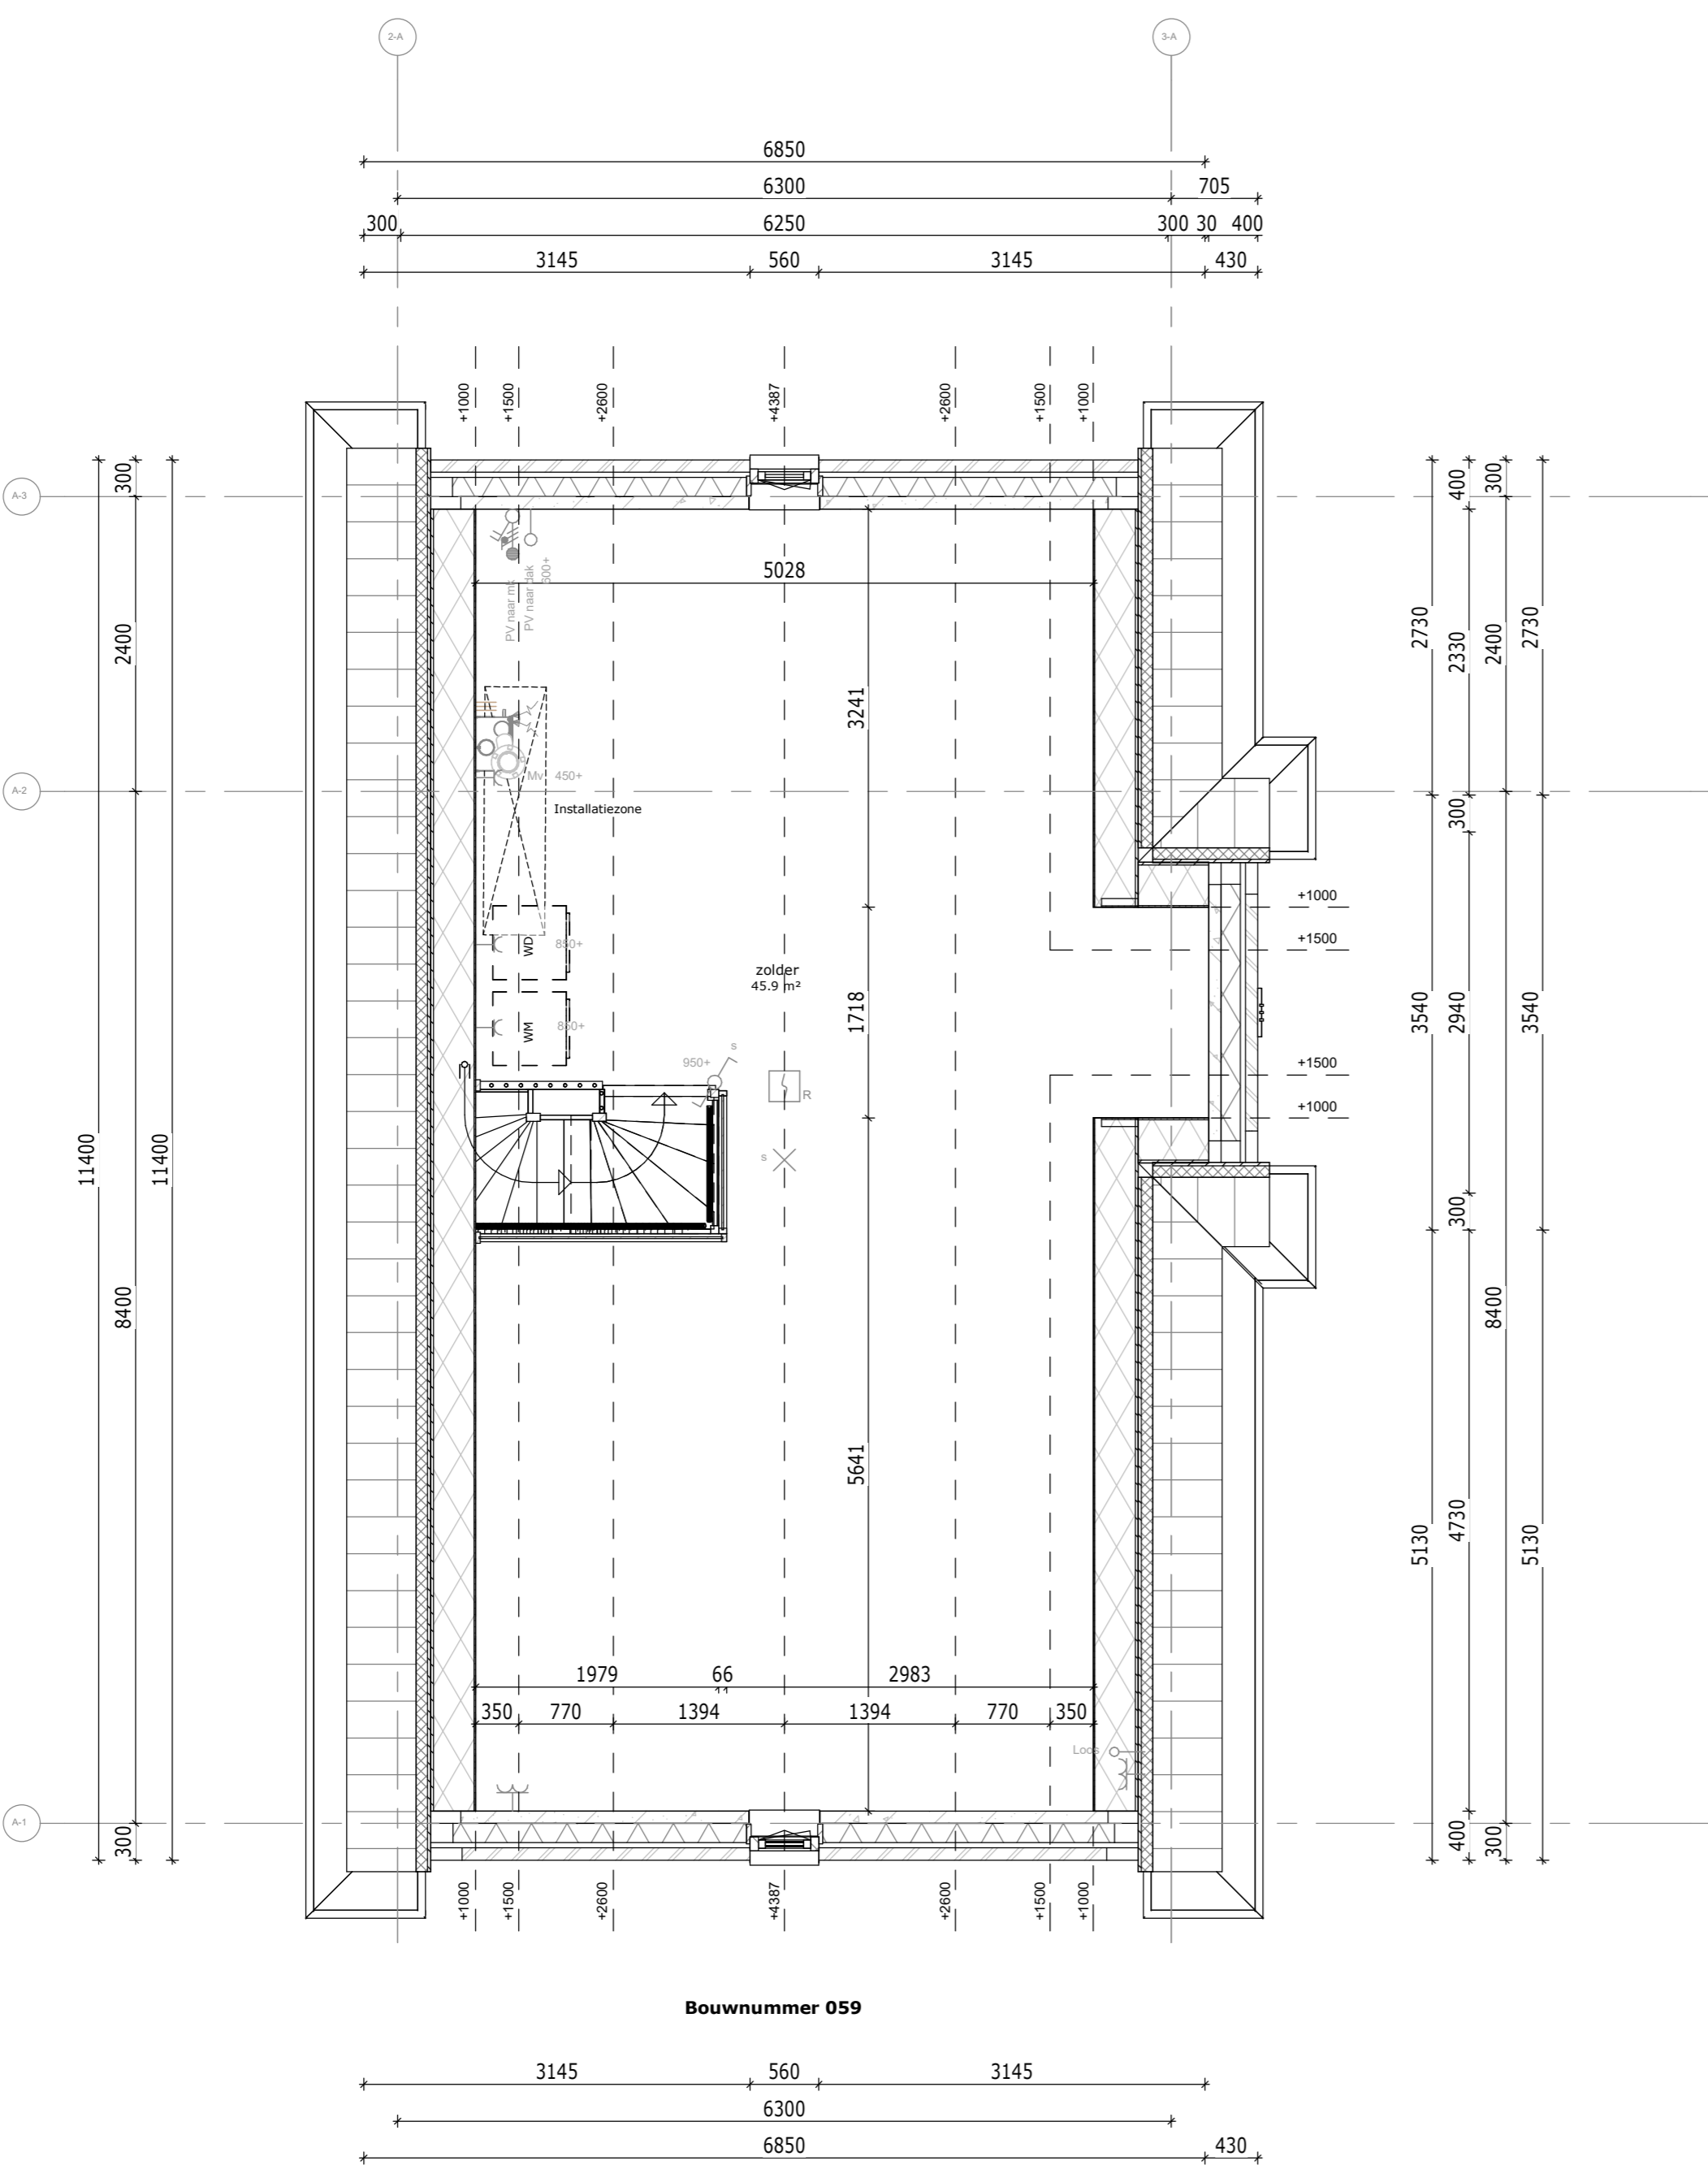 2-A 3-A
6850
6300 705
300 6250 300 30 400
3145 560 3145 430
+1000 +1500 +2600 +4387 +2600 +1500 +1000
A-3
A-2
A-1
11400
300
2400
8400
300
11400
5028
PV naar mk
PV naar dak
600+
3241
Mv 450+
Installatiezone
WD 850+
WM 850+
zolder
45.9 m²
1718
950+ s
R
s
5641
+1000
+1500
+1500
+1000
2730
3540
5130
400
2330
300
2940
300
4730
400
300
2400
8400
300
2730
3540
5130
1979 66 2983
350 770 1394 1394 770 350
Loos
+1000 +1500 +2600 +4387 +2600 +1500 +1000
Bouwnummer 059
3145 560 3145
6300
6850 430